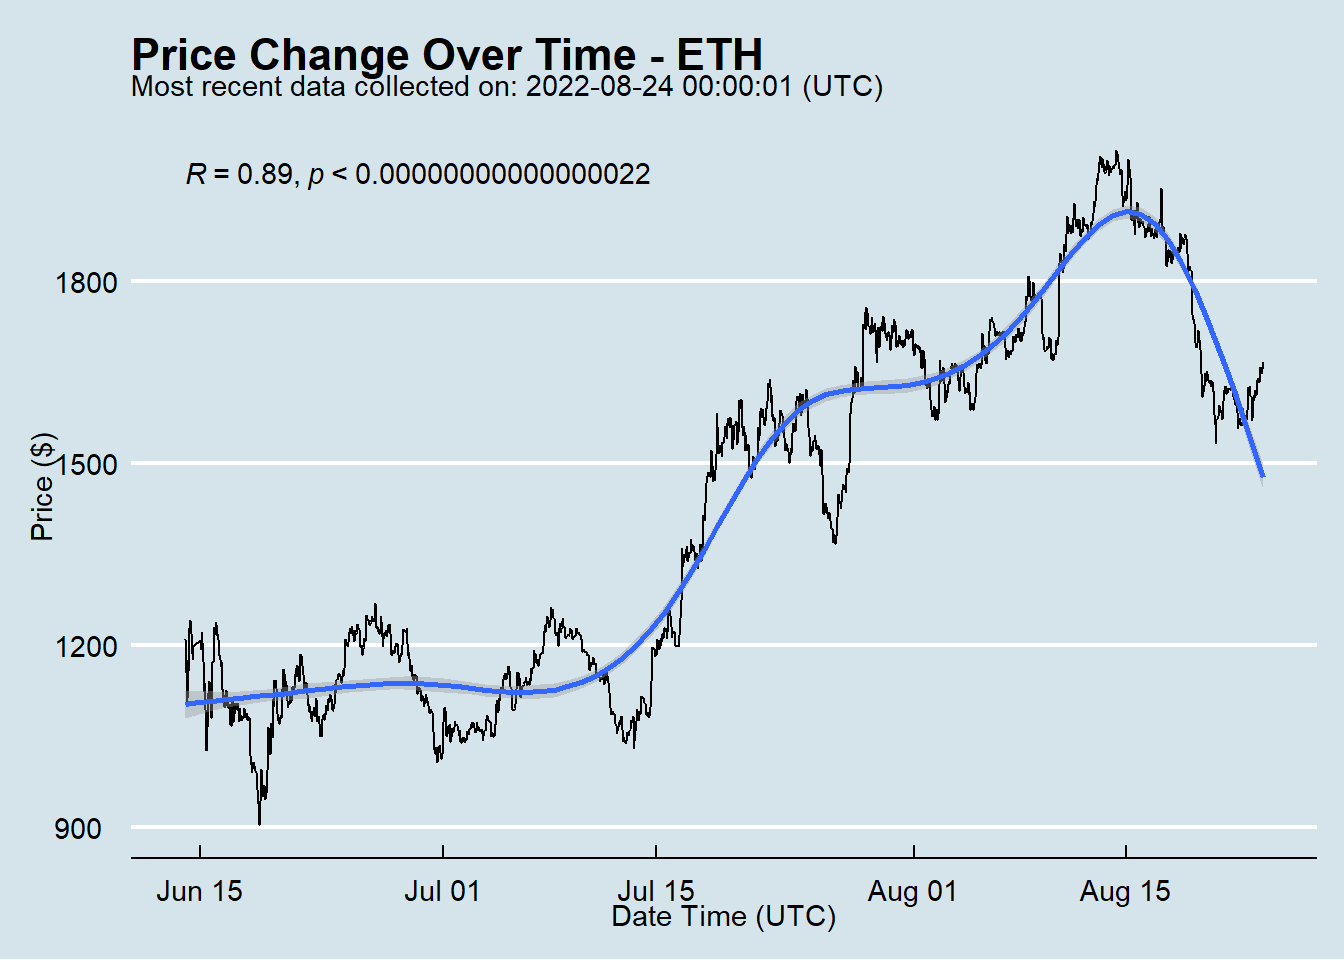 Price Change Over Time - ETH
Most recent data collected on: 2022-08-24 00:00:01 (UTC)
R = 0.89, p < 0.00000000000000022
1800
1500
1200
900
Price ($)
Jun 15 Jul 01 Jul 15 Aug 01 Aug 15
Date Time (UTC)